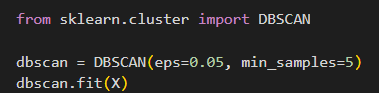 from sklearn.cluster import DBSCAN
dbscan = DBSCAN(eps=0.05, min_samples=5)
dbscan.fit(X)